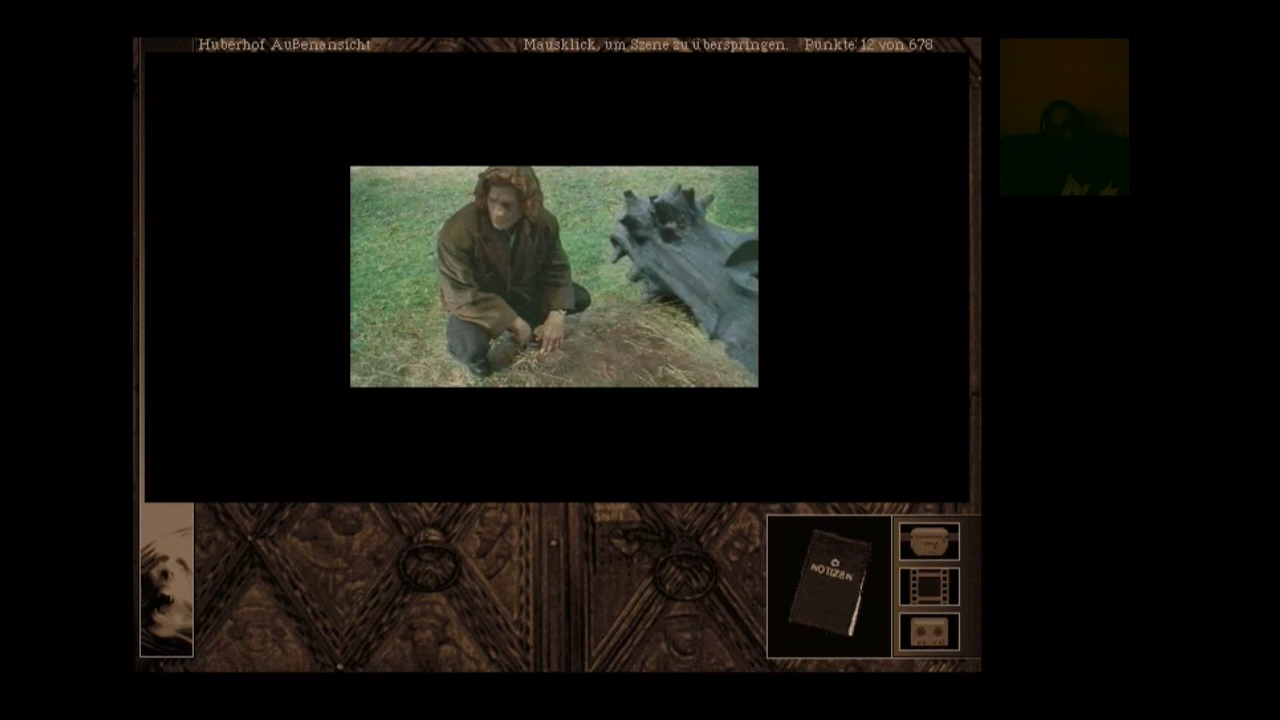 Huberhof Außenansicht
Mausklick, um Szene zu überspringen.
Punkte 12 von 678
NOTIZEN